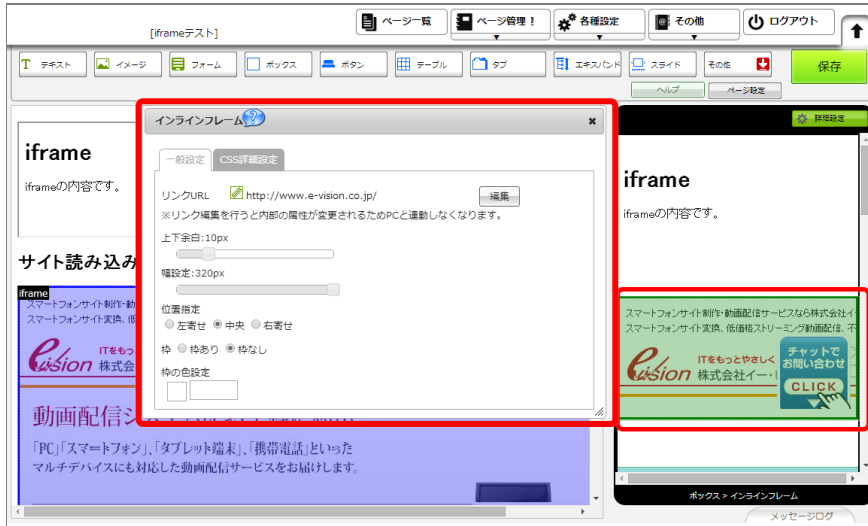 [iframeテスト]
ページ一覧
ページ管理！
▼
各種設定
▼
その他
▼
ログアウト
T テキスト
イメージ
フォーム
ボックス
ボタン
テーブル
タブ
エキスパンド
スライド
その他
保存
ヘルプ
ページ設定
iframe
iframeの内容です。
サイト読み込み
iframe
スマートフォンサイト制作・動
スマートフォンサイト変換、低
ITをもっ
evision 株式会
動画配信シ
「PC」「スマートフォン」、「タブレット端末」、「携帯電話」といった
マルチデバイスにも対応した動画配信サービスをお届けします。
インラインフレーム
一般設定
CSS詳細設定
リンクURL http://www.e-vision.co.jp/
編集
※リンク編集を行うと内部の属性が変更されるためPCと連動しなくなります。
上下余白:10px
幅設定:320px
位置指定
左寄せ 中央 右寄せ
枠 枠あり 枠なし
枠の色設定
詳細設定
iframe
iframeの内容です。
スマートフォンサイト制作・動画配信サービスなら株式会社イー
スマートフォンサイト変換、低価格ストリーミング動画配信、不
ITをもっとやさしく
evision 株式会社イー・
チャットで
お問い合わせ
CLICK
ボックス > インラインフレーム
メッセージログ